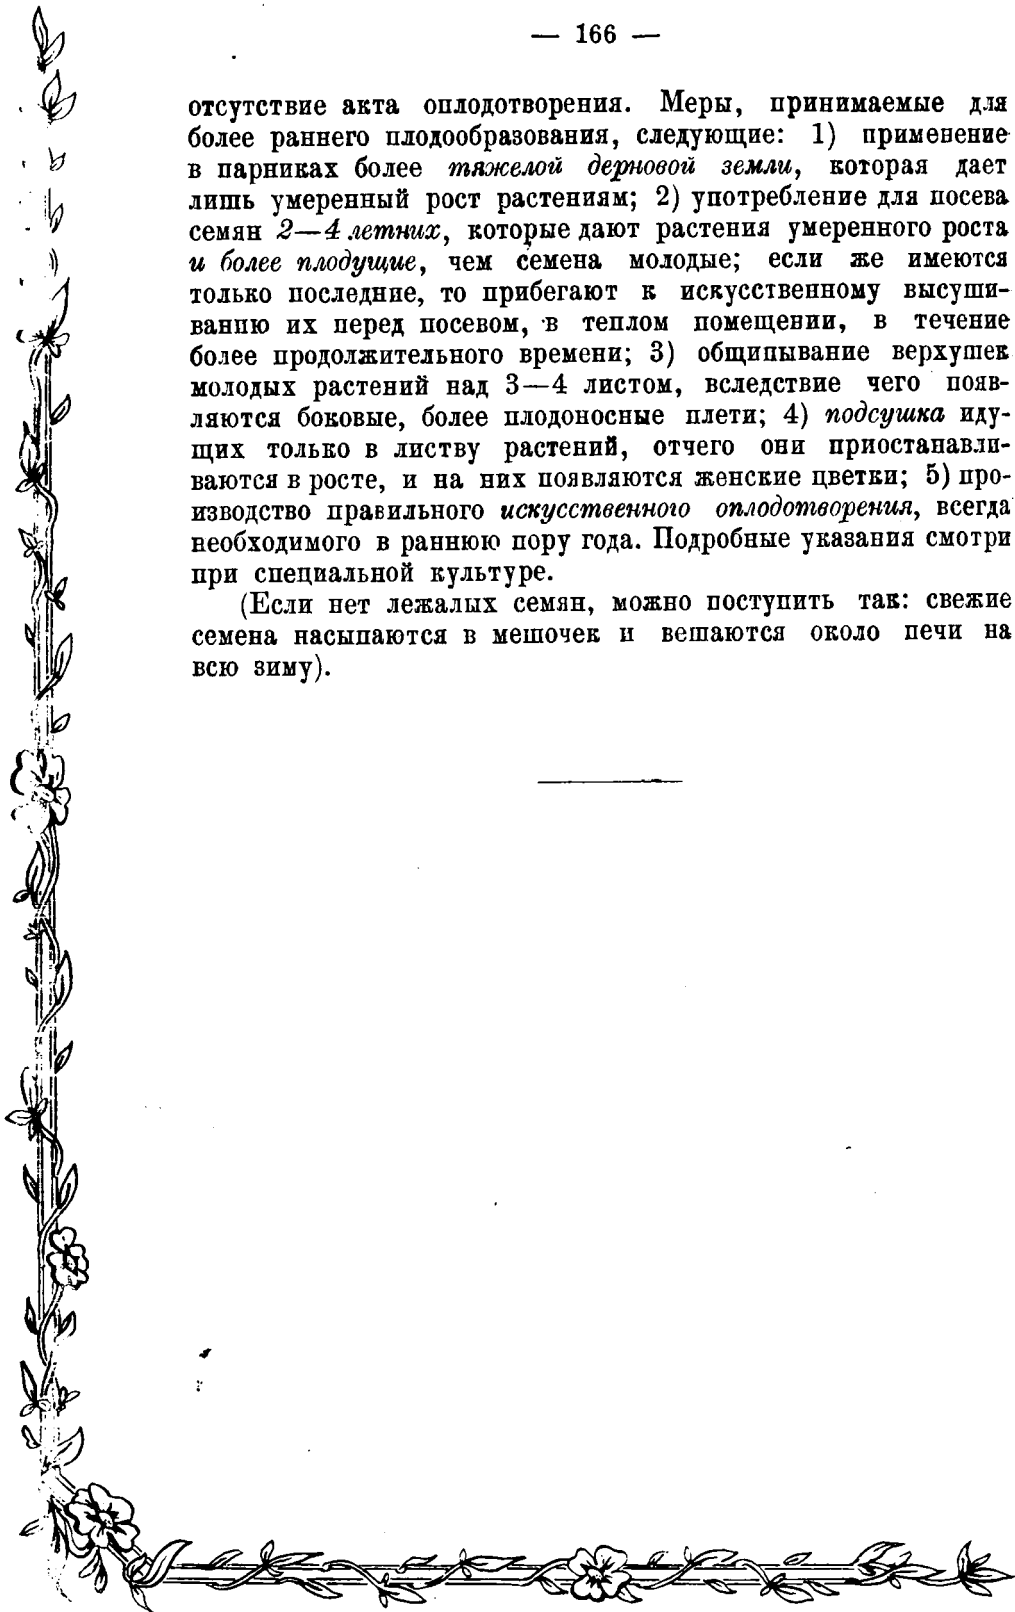 — 166 —
отсутствие акта оплодотворения. Меры, принимаемые для
более раннего плодообразования, следующие: 1) применение
в парниках более тяжелой дерновой земли, которая дает
лишь умеренный рост растениям; 2) употребление для посева
семян 2—4 летних, которые дают растения умеренного роста
и более плодущие, чем семена молодые; если же имеются
только последние, то прибегают к искусственному высуши-
ванию их перед посевом, в теплом помещении, в течение
более продолжительного времени; 3) общипывание верхушек
молодых растений над 3—4 листом, вследствие чего появ-
ляются боковые, более плодоносные плети; 4) подсушка иду-
щих только в листву растений, отчего они приостанавли-
ваются в росте, и на них появляются женские цветки; 5) про-
изводство правильного искусственного оплодотворения, всегда
необходимого в раннюю пору года. Подробные указания смотри
при специальной культуре.
(Если нет лежалых семян, можно поступить так: свежие
семена насыпаются в мешочек и вешаются около печи на
всю зиму).